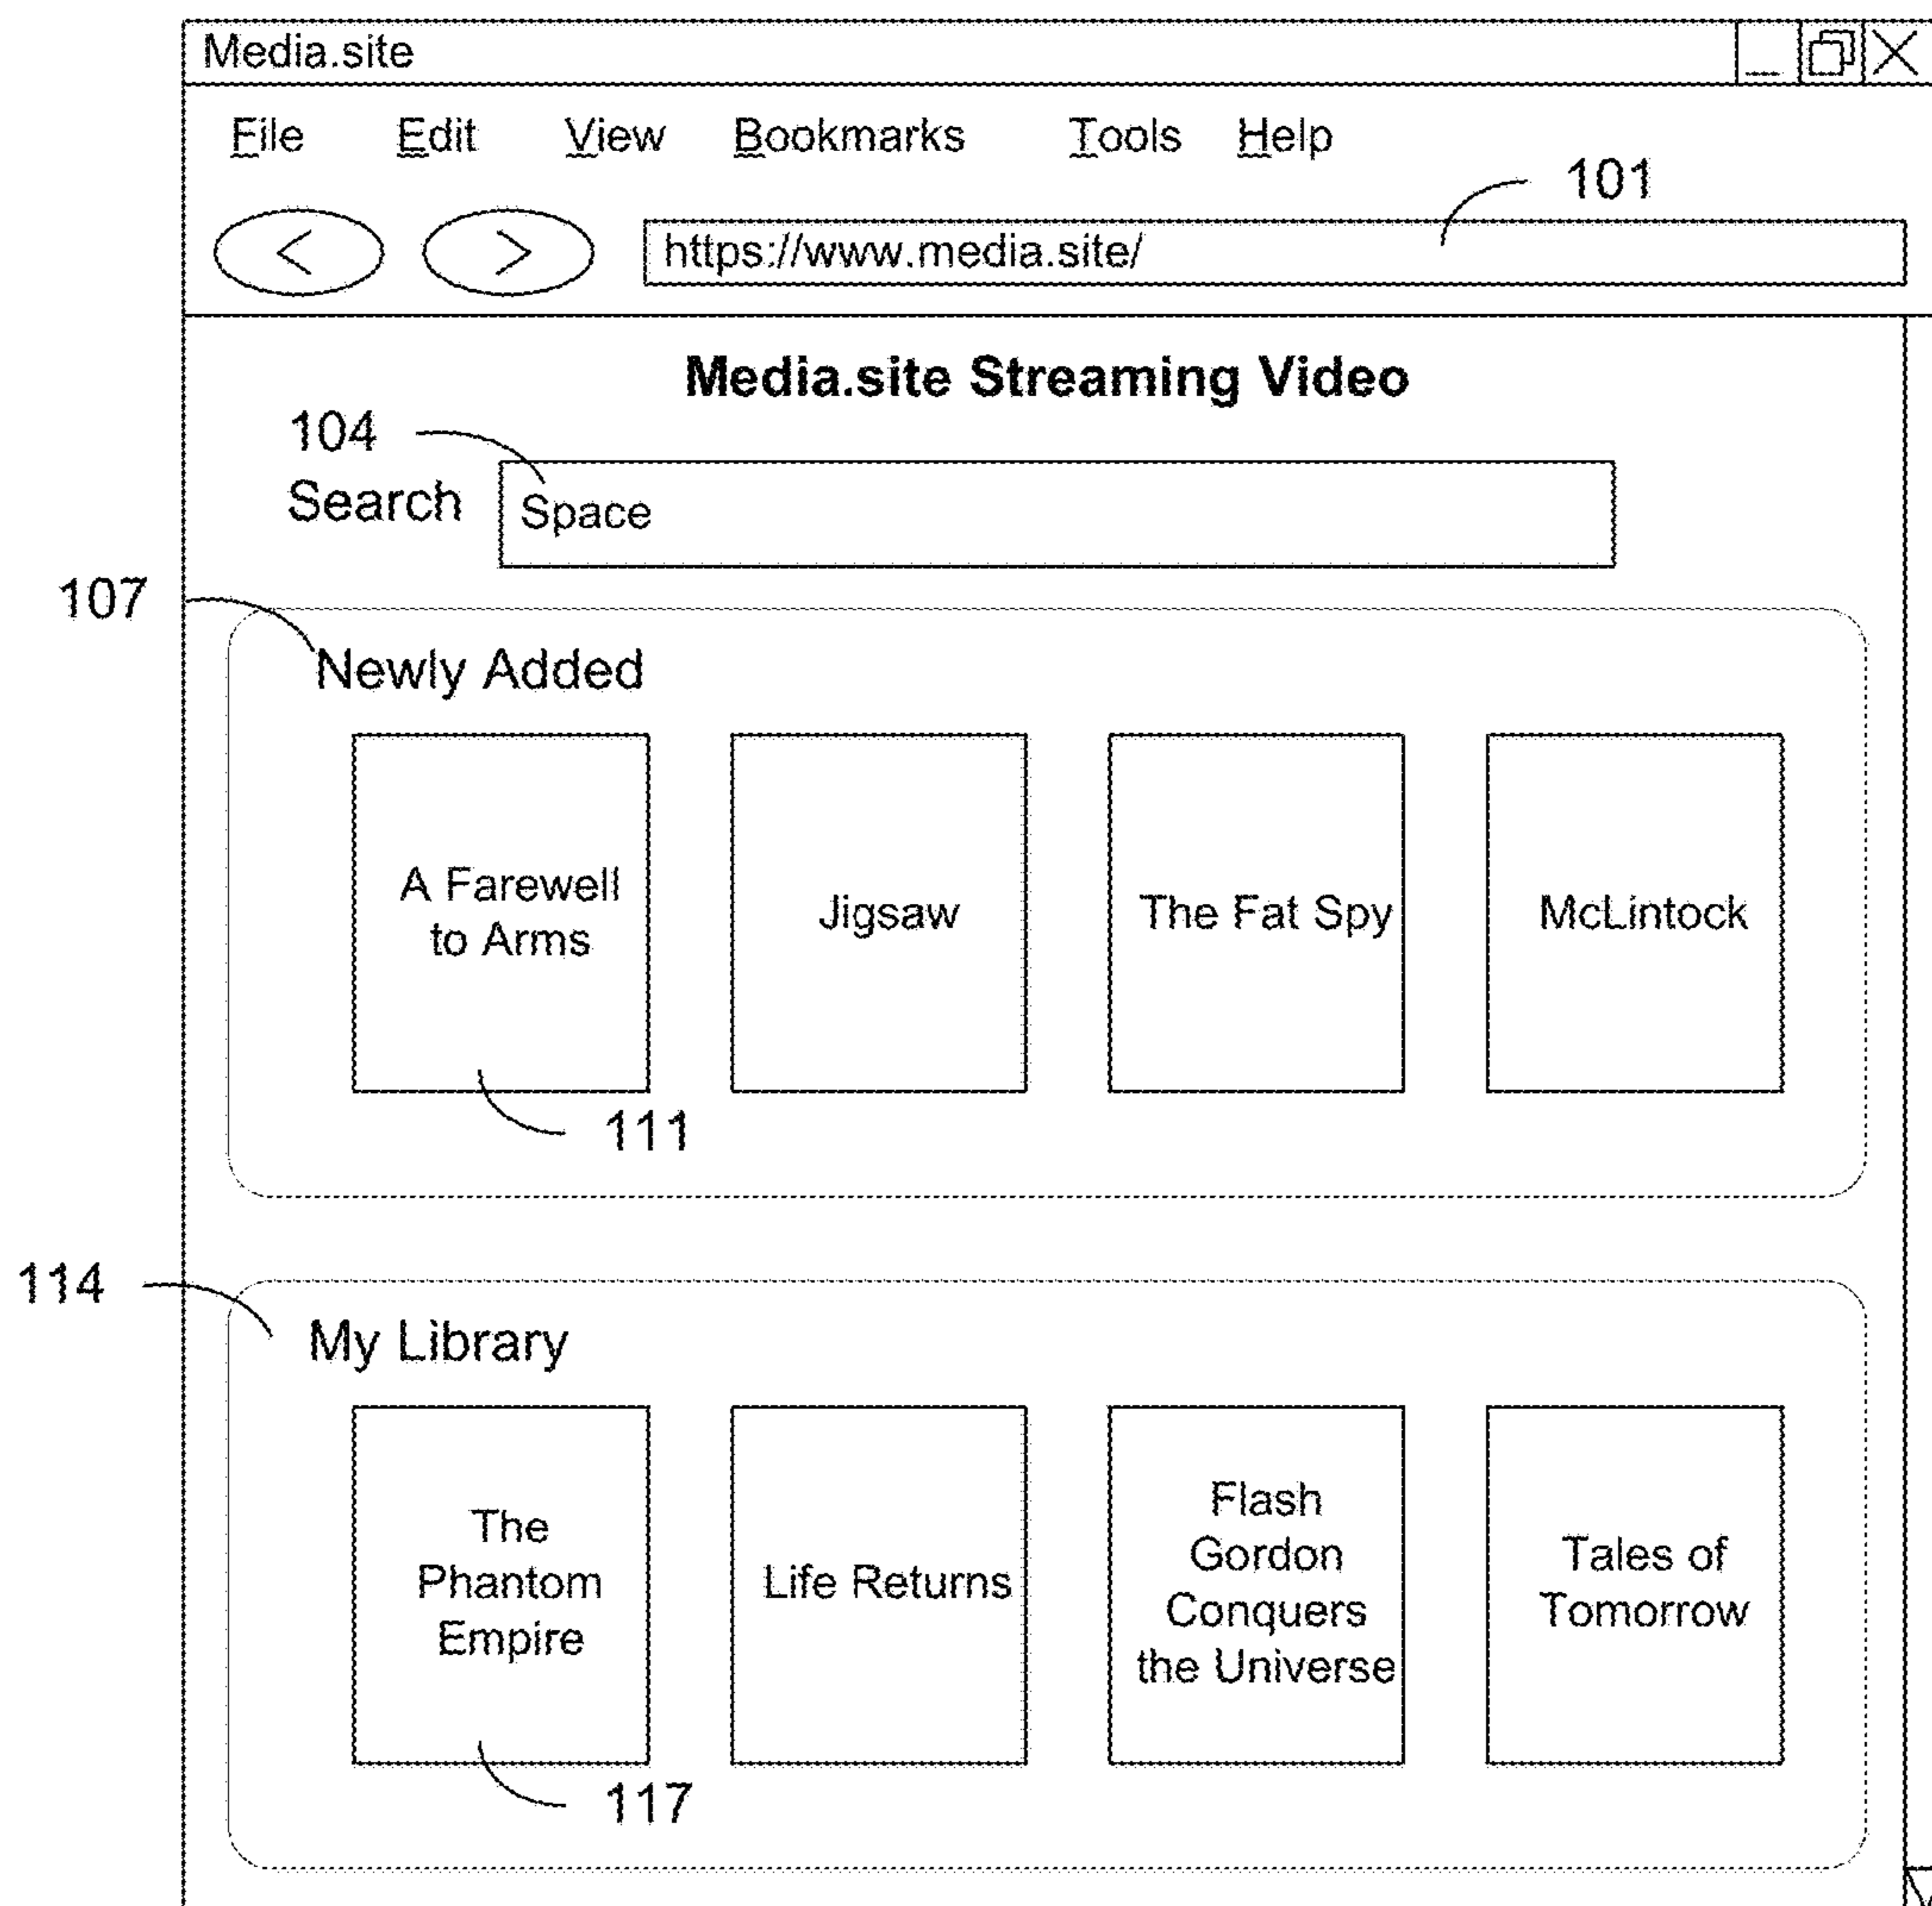 Media.site
File Edit View Bookmarks Tools Help
101
< > https://www.media.site/
Media.site Streaming Video
104
Search Space
107
Newly Added
A Farewell
to Arms
Jigsaw
The Fat Spy
McLintock
111
114
My Library
The
Phantom
Empire
Life Returns
Flash
Gordon
Conquers
the Universe
Tales of
Tomorrow
117